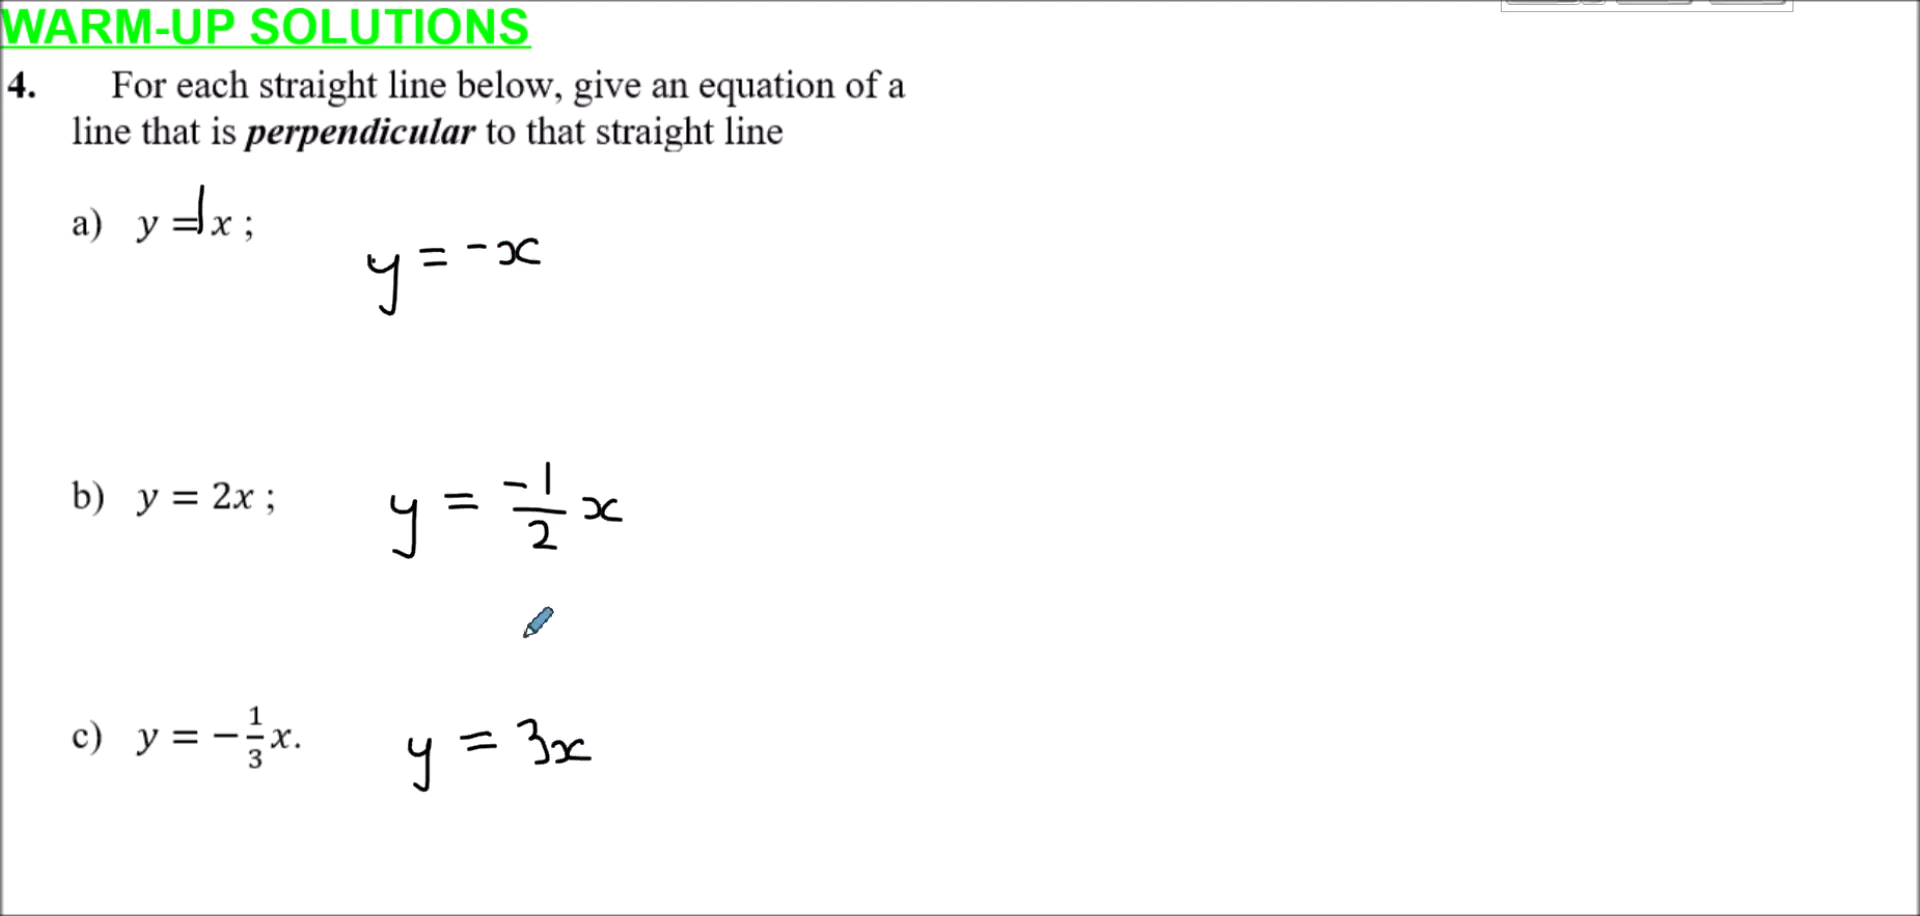 WARM-UP SOLUTIONS
4. For each straight line below, give an equation of a
line that is perpendicular to that straight line
a) y = 1x ;
y = -x
b) y = 2x ; y = -1/2 x
c) y = -1/3 x. y = 3x